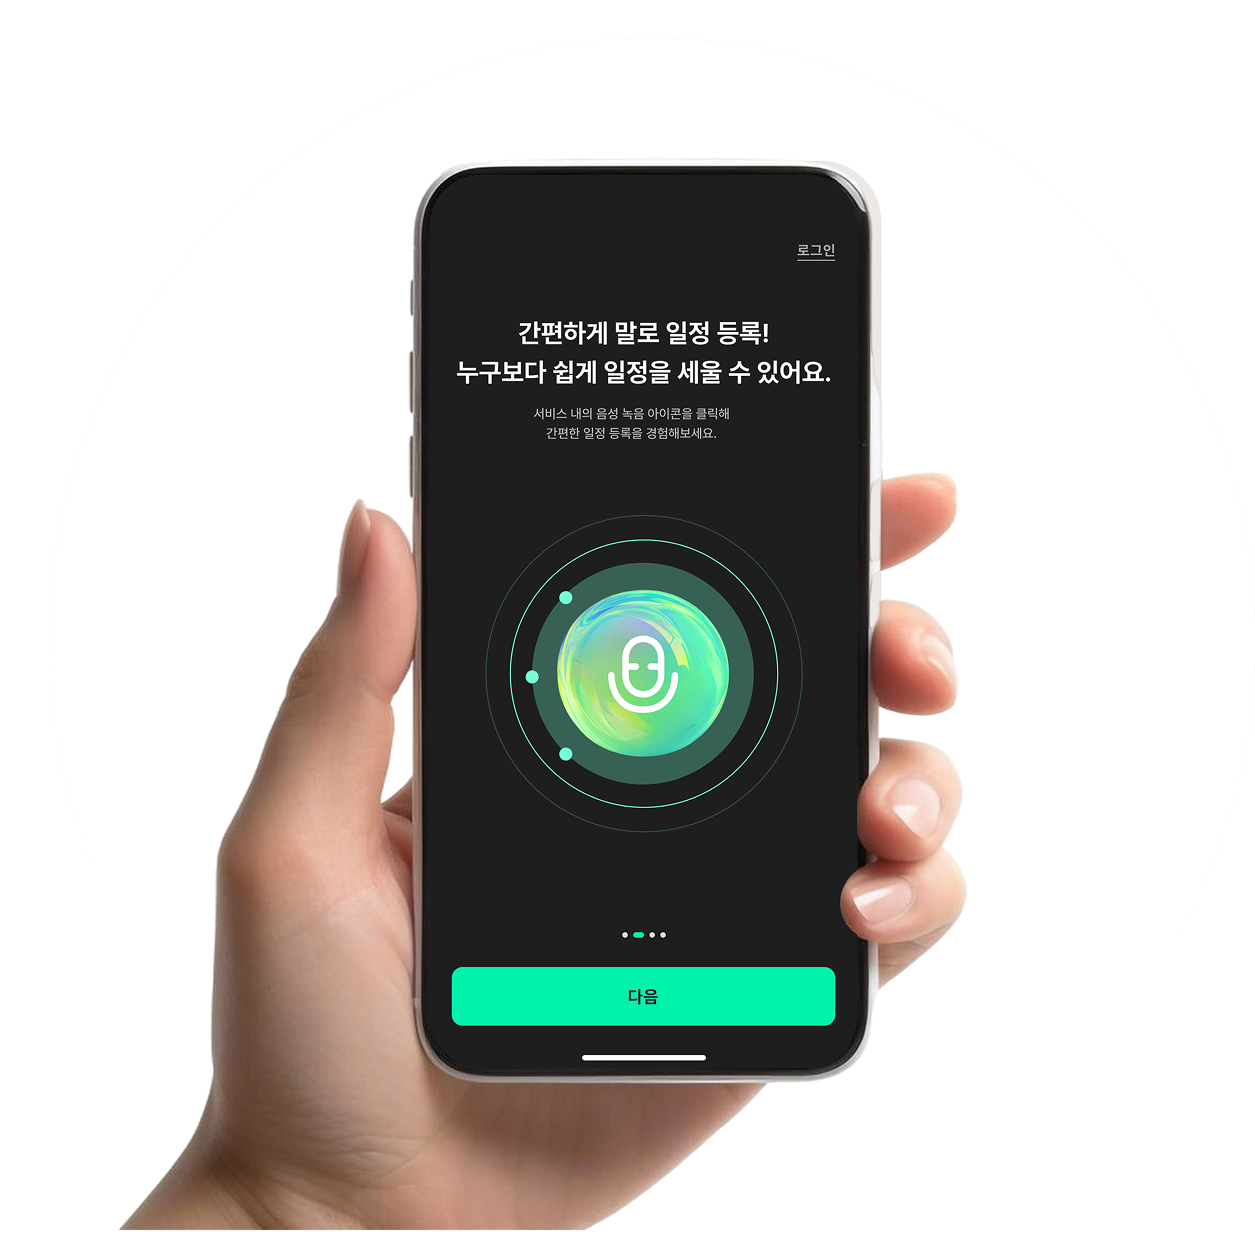 로그인
간편하게 말로 일정 등록!
누구보다 쉽게 일정을 세울 수 있어요.
서비스 내의 음성 녹음 아이콘을 클릭해
간편한 일정 등록을 경험해보세요.
다음